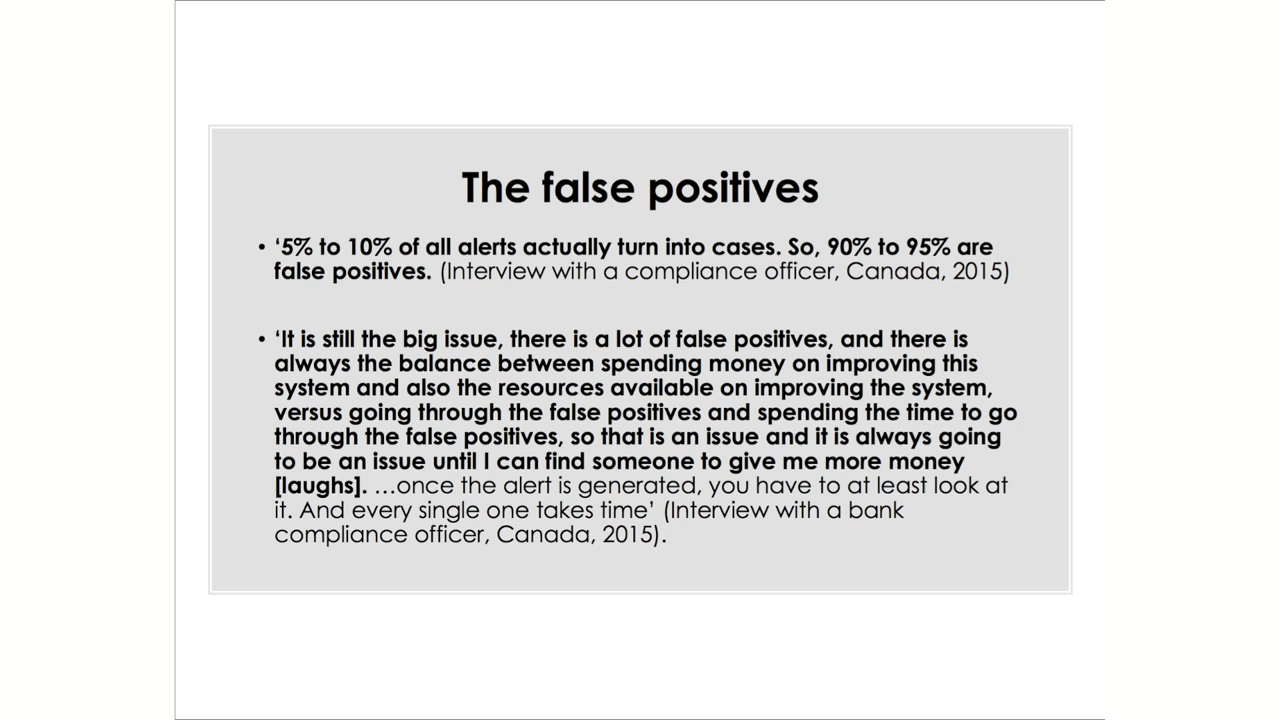 The false positives
• ‘5% to 10% of all alerts actually turn into cases. So, 90% to 95% are
false positives. (Interview with a compliance officer, Canada, 2015)
• ‘It is still the big issue, there is a lot of false positives, and there is
always the balance between spending money on improving this
system and also the resources available on improving the system,
versus going through the false positives and spending the time to go
through the false positives, so that is an issue and it is always going
to be an issue until I can find someone to give me more money
[laughs]. …once the alert is generated, you have to at least look at
it. And every single one takes time’ (Interview with a bank
compliance officer, Canada, 2015).